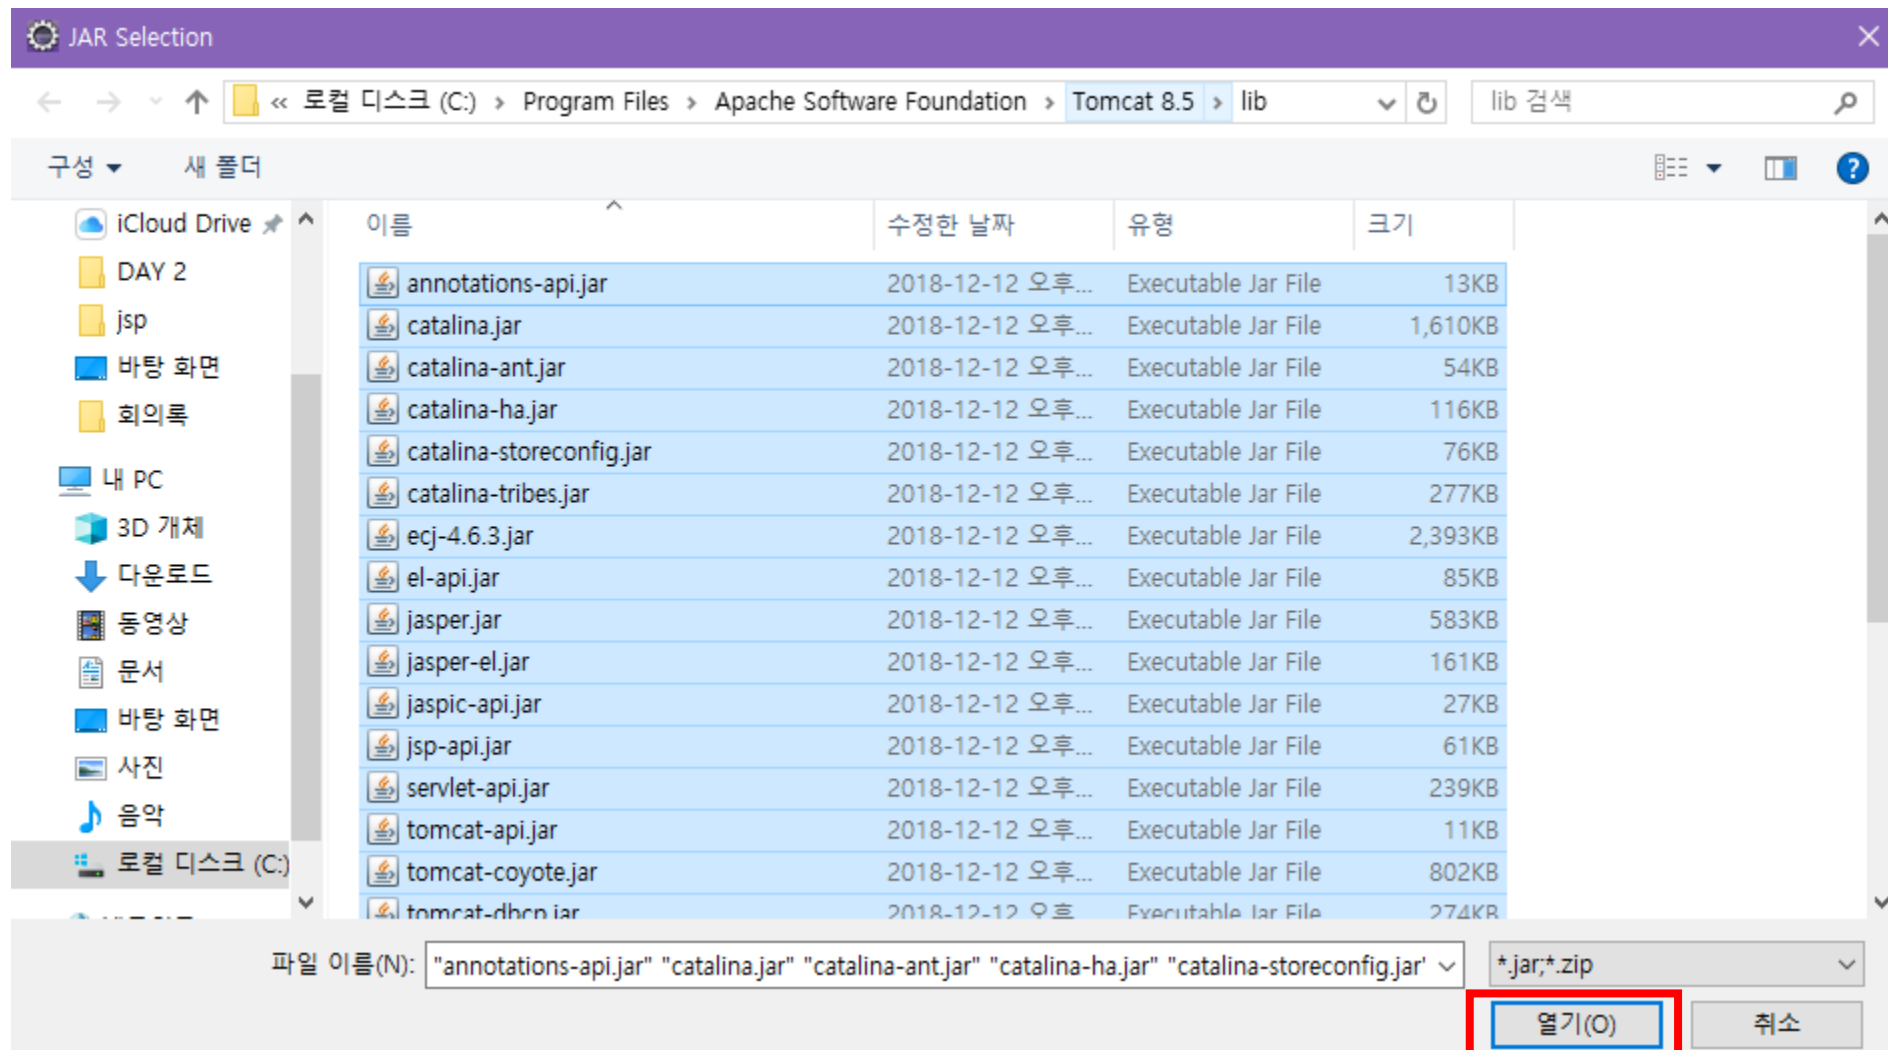 JAR Selection
« 로컬 디스크 (C:) › Program Files › Apache Software Foundation › Tomcat 8.5 › lib
lib 검색
구성 새 폴더
iCloud Drive
DAY 2
jsp
바탕 화면
회의록
내 PC
3D 개체
다운로드
동영상
문서
바탕 화면
사진
음악
로컬 디스크 (C:)
이름 수정한 날짜 유형 크기
annotations-api.jar 2018-12-12 오후... Executable Jar File 13KB
catalina.jar 2018-12-12 오후... Executable Jar File 1,610KB
catalina-ant.jar 2018-12-12 오후... Executable Jar File 54KB
catalina-ha.jar 2018-12-12 오후... Executable Jar File 116KB
catalina-storeconfig.jar 2018-12-12 오후... Executable Jar File 76KB
catalina-tribes.jar 2018-12-12 오후... Executable Jar File 277KB
ecj-4.6.3.jar 2018-12-12 오후... Executable Jar File 2,393KB
el-api.jar 2018-12-12 오후... Executable Jar File 85KB
jasper.jar 2018-12-12 오후... Executable Jar File 583KB
jasper-el.jar 2018-12-12 오후... Executable Jar File 161KB
jaspic-api.jar 2018-12-12 오후... Executable Jar File 27KB
jsp-api.jar 2018-12-12 오후... Executable Jar File 61KB
servlet-api.jar 2018-12-12 오후... Executable Jar File 239KB
tomcat-api.jar 2018-12-12 오후... Executable Jar File 11KB
tomcat-coyote.jar 2018-12-12 오후... Executable Jar File 802KB
tomcat-dbcp.jar 2018-12-12 오후 Executable Jar File 274KB
파일 이름(N): "annotations-api.jar" "catalina.jar" "catalina-ant.jar" "catalina-ha.jar" "catalina-storeconfig.jar" *.jar;*.zip
열기(O) 취소